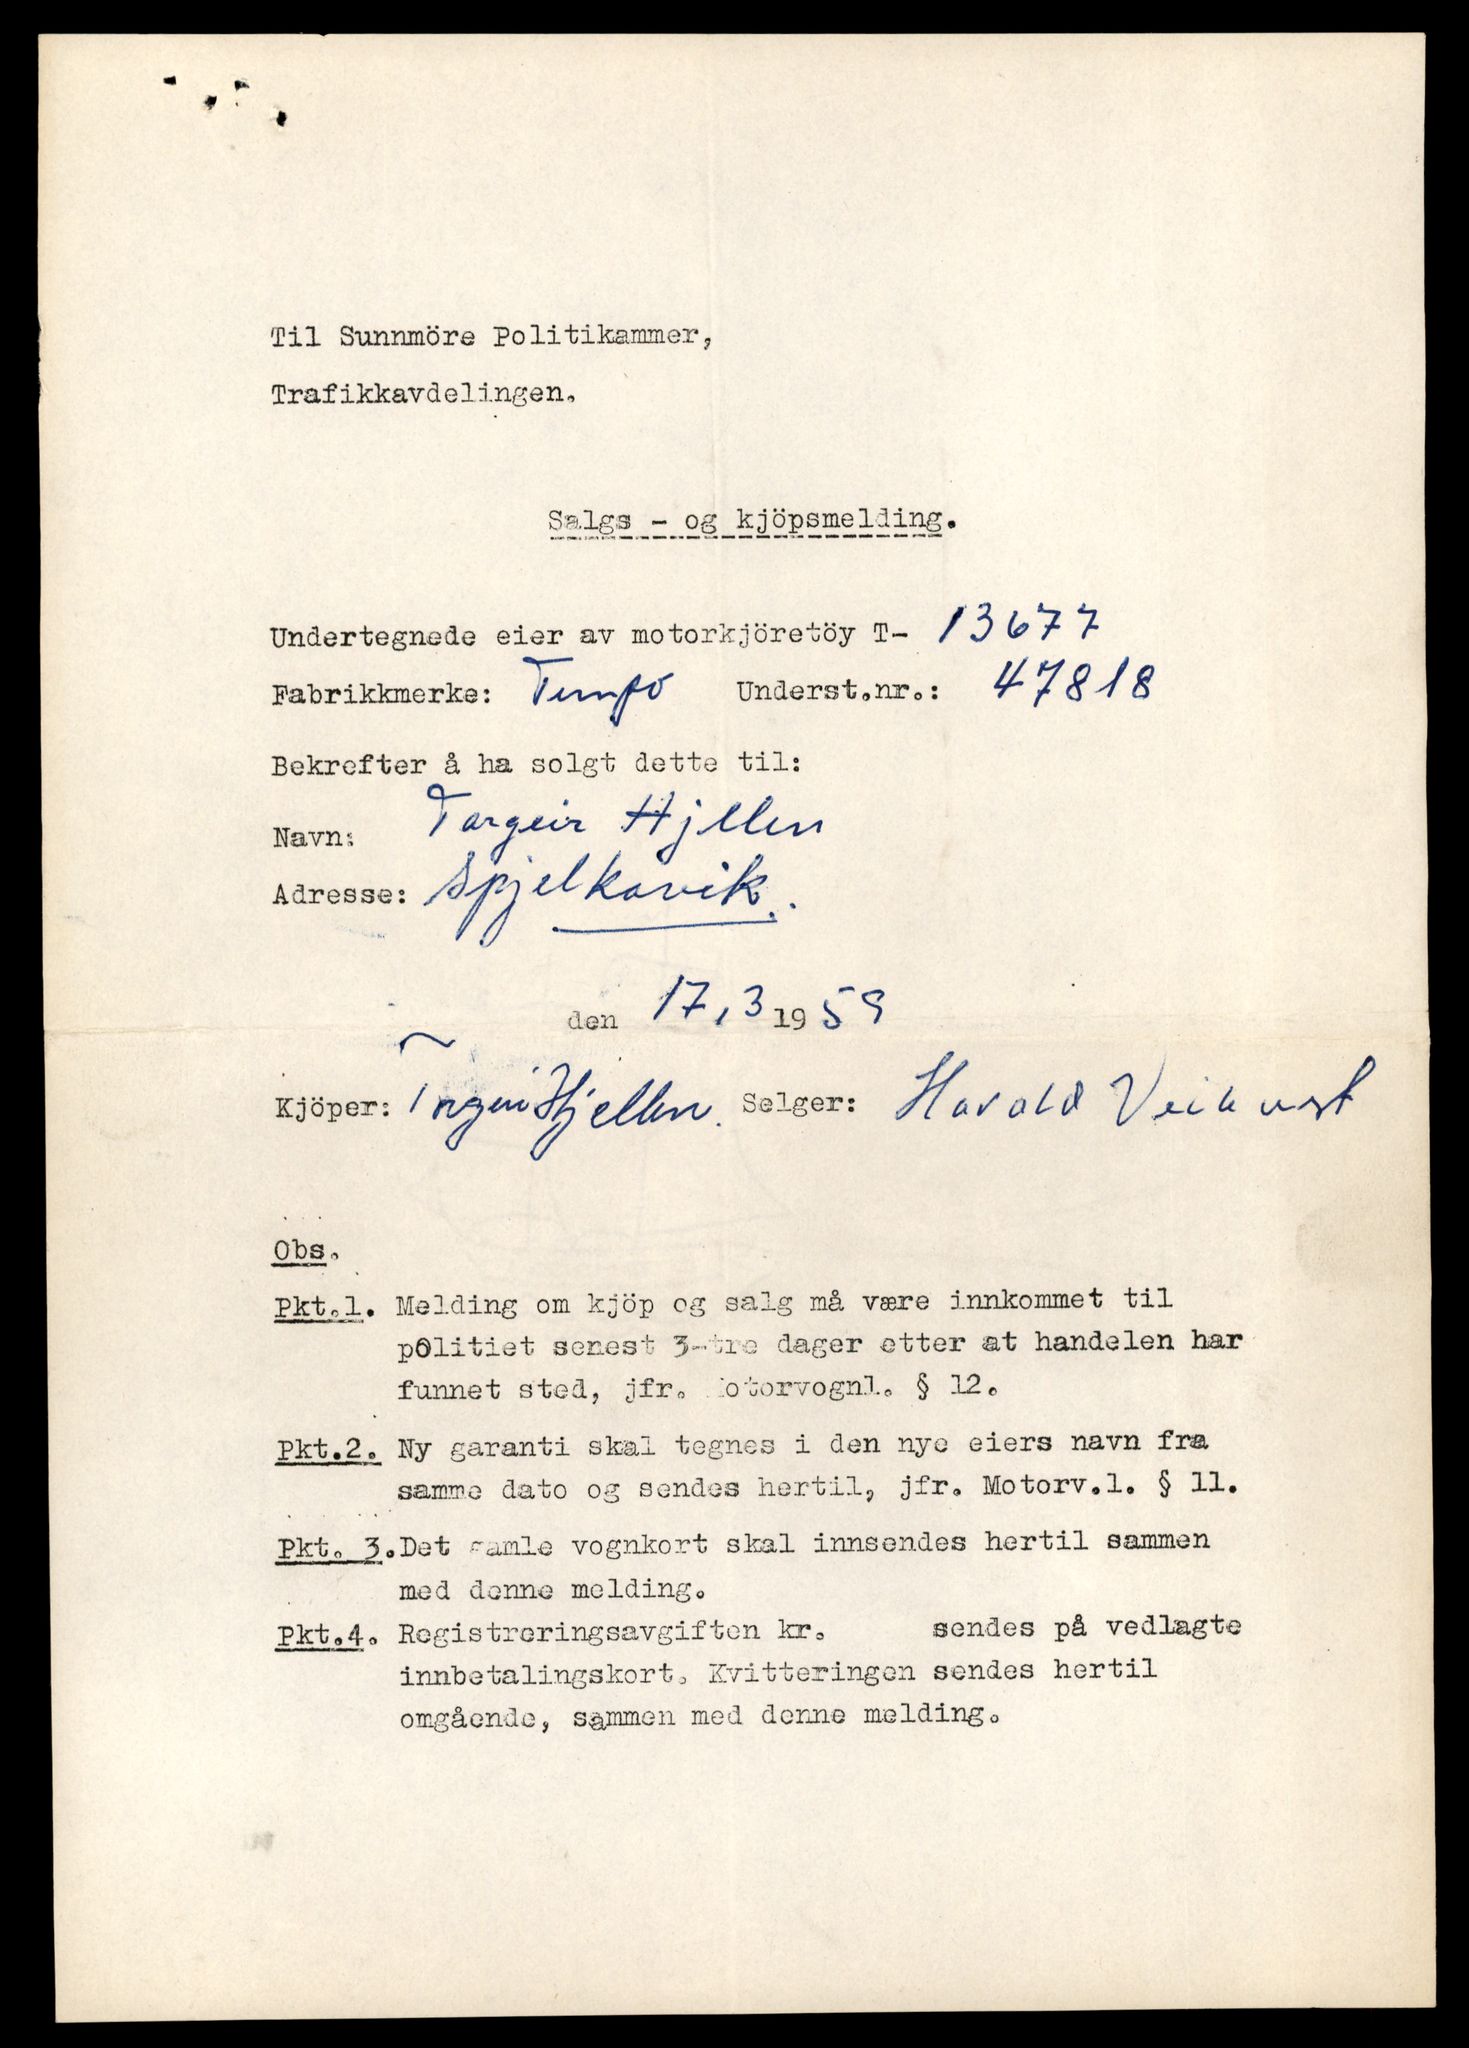 Til Sunnmöre Politikammer,
Trafikkavdelingen.
Salgs - og kjöpsmelding.
Undertegnede eier av motorkjöretöy T- 13677
Fabrikkmerke: Tempo Underst.nr.: 47818
Bekrefter å ha solgt dette til:
Navn: Torgeir Hjellen
Adresse: Spjelkavik.
den 17.3 1959
Kjöper: Torgeir Hjellen. Selger: Harald
Obs.
Pkt.1. Melding om kjöp og salg må være innkommet til
politiet senest 3-tre dager etter at handelen har
funnet sted, jfr. Motorvognl. § 12.
Pkt.2. Ny garanti skal tegnes i den nye eiers navn fra
samme dato og sendes hertil, jfr. Motorv.l. § 11.
Pkt. 3. Det gamle vognkort skal innsendes hertil sammen
med denne melding.
Pkt.4. Registreringsavgiften kr. sendes på vedlagte
innbetalingskort. Kvitteringen sendes hertil
omgående, sammen med denne melding.